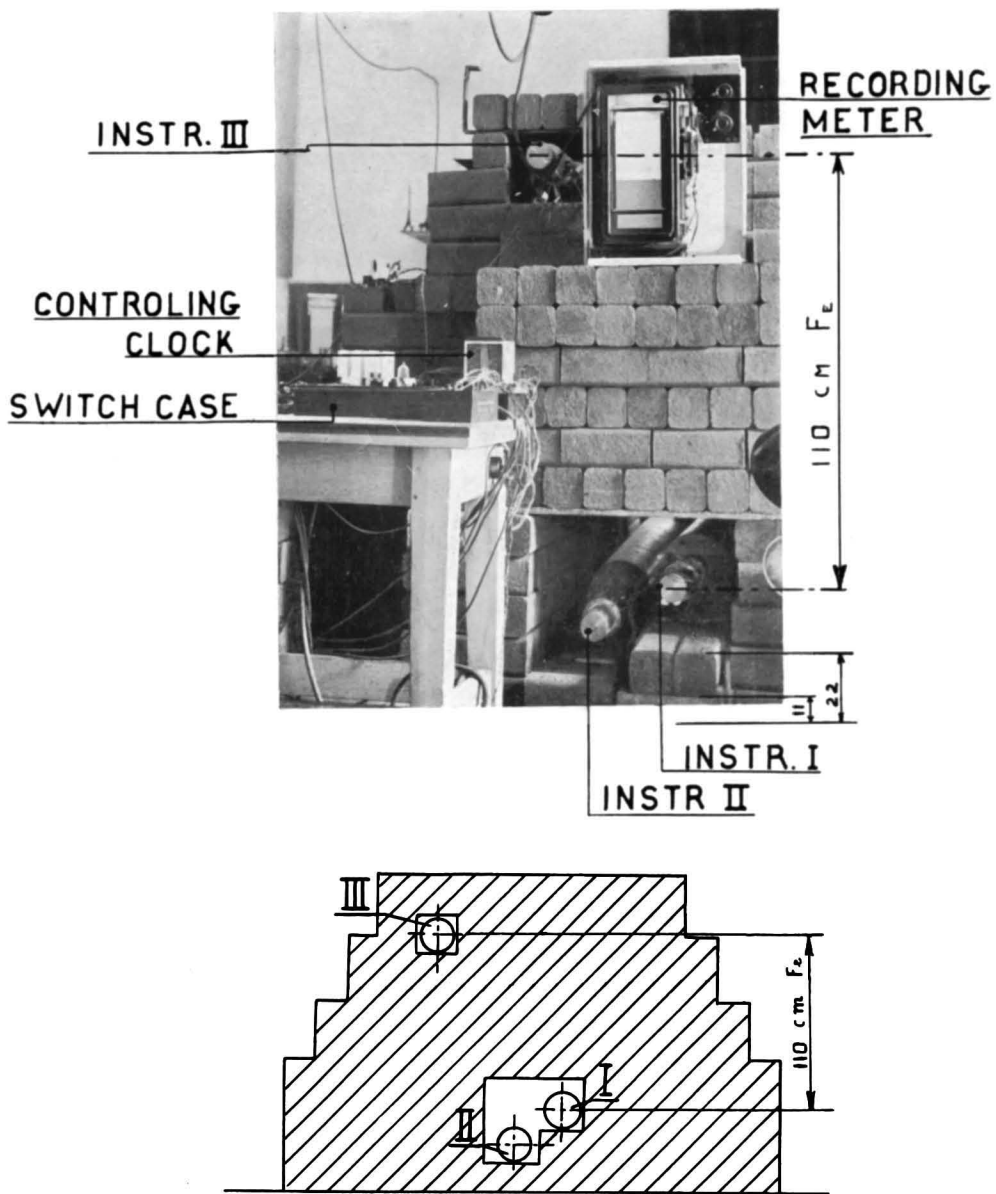 RECORDING
METER
INSTR. III
CONTROLING
CLOCK
SWITCH CASE
110 cm Fe
11
22
INSTR. I
INSTR II
III
110 cm Fe
I
II